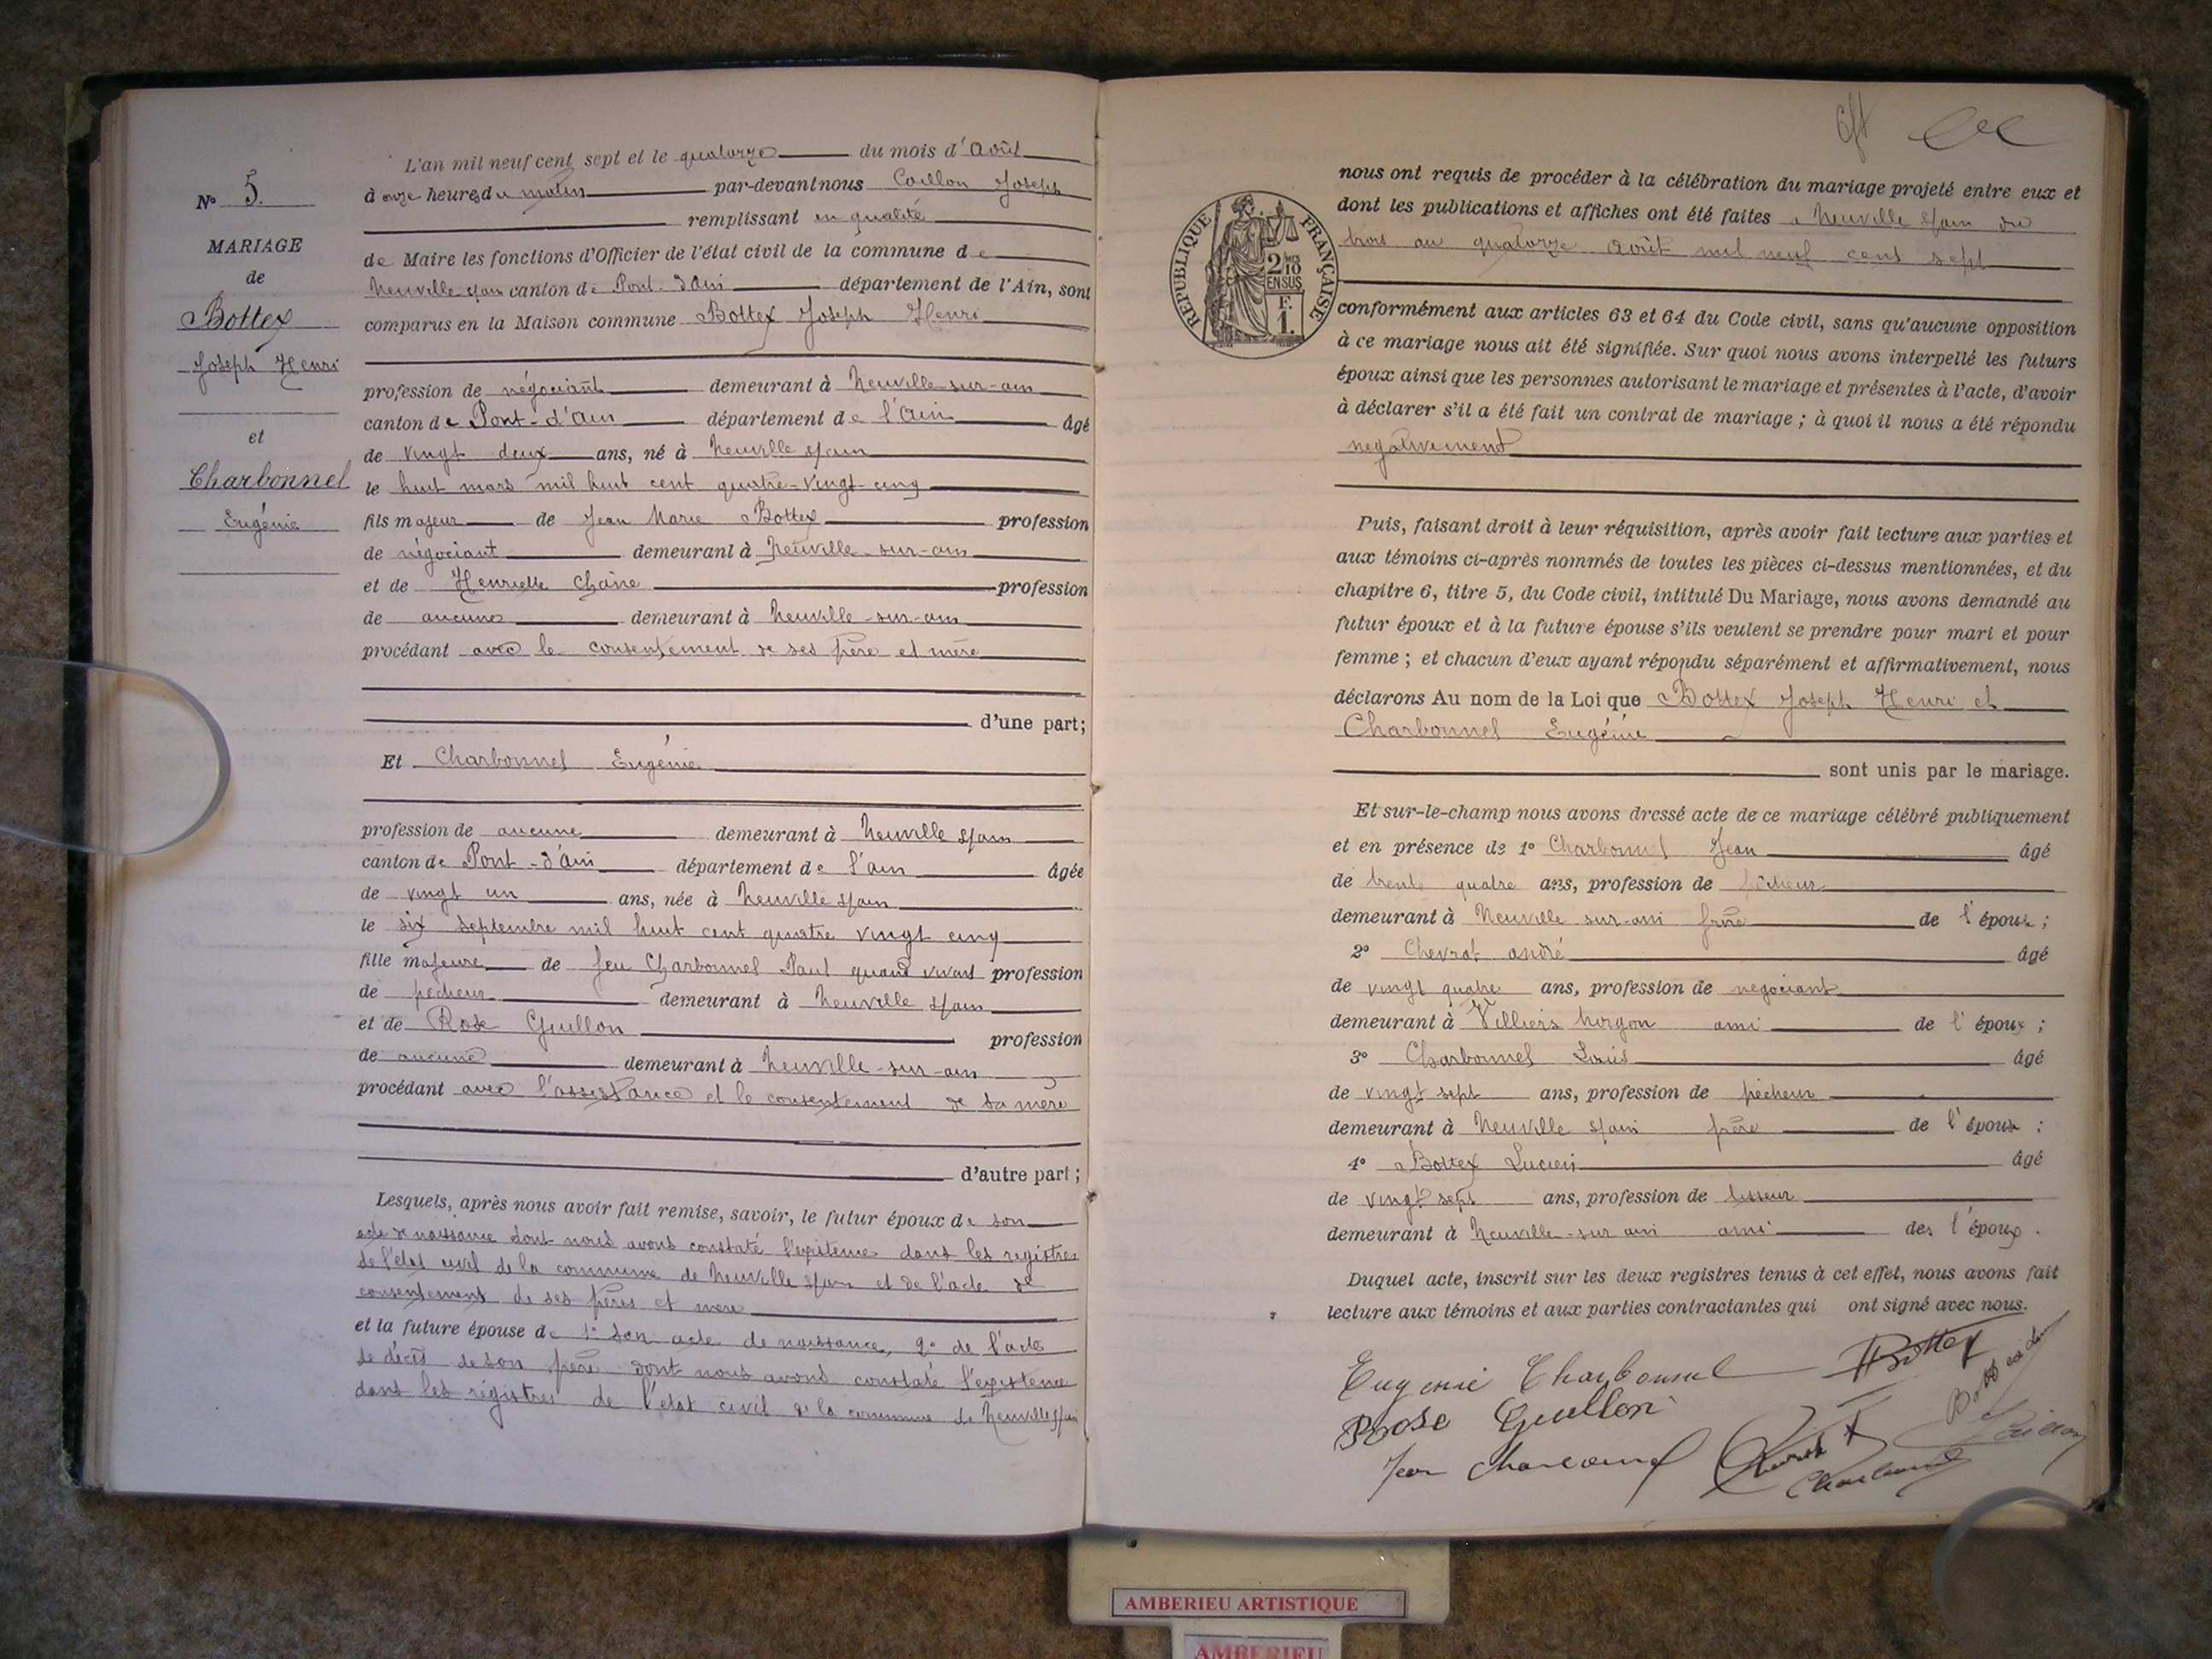 N° 5.
MARIAGE
de
Bottex
Joseph Henri
et
Charbonnel
Eugénie
L'an mil neuf cent sept et le quatorze du mois d'août
à onze heures du matin par-devant nous Coillon Joseph
remplissant en qualité
de Maire les fonctions d'Officier de l'état civil de la commune de
Neuville s/ain canton de Pont-d'Ain département de l'Ain, sont
comparus en la Maison commune Bottex Joseph Henri
profession de négociant demeurant à Neuville-sur-ain
canton de Pont-d'ain département de l'Ain âgé
de vingt deux ans, né à Neuville s/ain
le huit mars mil huit cent quatre-vingt-cinq
fils majeur de Jean Marie Bottex profession
de négociant demeurant à Neuville-sur-ain
et de Henriette Chaîne profession
de aucune demeurant à Neuville-sur-ain
procédant avec le consentement de ses père et mère
d'une part;
Et Charbonnel Eugénie
profession de aucune demeurant à Neuville s/ain
canton de Pont-d'Ain département de l'ain âgée
de vingt un ans, née à Neuville s/ain
le six septembre mil huit cent quatre vingt cinq
fille majeure de feu Charbonnel Paul quand vivant profession
de pêcheur demeurant à Neuville s/ain
et de Rose Guillon profession
de aucune demeurant à Neuville-sur-ain
procédant avec l'assistance et le consentement de sa mère
d'autre part;
Lesquels, après nous avoir fait remise, savoir, le futur époux de son
acte de naissance dont nous avons constaté l'existence dans les registres
de l'état civil de la commune de Neuville s/ain et de l'acte de
consentement de ses pères et mère
et la future épouse de 1° son acte de naissance, 2° de l'acte
de décès de son père dont nous avons constaté l'existence
dans les régistres de l'état civil de la commune de Neuville s/ain
RÉPUBLIQUE FRANÇAISE
2/10
EN SUS
F.
1.
nous ont requis de procéder à la célébration du mariage projeté entre eux et
dont les publications et affiches ont été faites à Neuville s/ain du
trois au quatorze août mil neuf cent sept
conformément aux articles 63 et 64 du Code civil, sans qu'aucune opposition
à ce mariage nous ait été signifiée. Sur quoi nous avons interpellé les futurs
époux ainsi que les personnes autorisant le mariage et présentes à l'acte, d'avoir
à déclarer s'il a été fait un contrat de mariage; à quoi il nous a été répondu
negativement
Puis, faisant droit à leur réquisition, après avoir fait lecture aux parties et
aux témoins ci-après nommés de toutes les pièces ci-dessus mentionnées, et du
chapitre 6, titre 5, du Code civil, intitulé Du Mariage, nous avons demandé au
futur époux et à la future épouse s'ils veulent se prendre pour mari et pour
femme; et chacun d'eux ayant répondu séparément et affirmativement, nous
déclarons Au nom de la Loi que Bottex Joseph Henri et
Charbonnel Eugénie
sont unis par le mariage.
Et sur-le-champ nous avons dressé acte de ce mariage célébré publiquement
et en présence de 1° Charbonnel Jean âgé
de trente quatre ans, profession de pêcheur
demeurant à Neuville sur-ain frère de l'épouse;
2° Chevrot andré âgé
de vingt quatre ans, profession de negociant
demeurant à Villiers Morgon ami de l'époux;
3° Charbonnel Louis âgé
de vingt sept ans, profession de pêcheur
demeurant à Neuville s/ain frère de l'épouse;
4° Bottex Lucien âgé
de vingt sept ans, profession de tisseur
demeurant à Neuville-sur ain ami des l'époux.
Duquel acte, inscrit sur les deux registres tenus à cet effet, nous avons fait
lecture aux témoins et aux parties contractantes qui ont signé avec nous.
Eugenie Charbonnel HBottex
Roose Guillon
Jean Charbonnel
AMBERIEU ARTISTIQUE
AMBERIEU